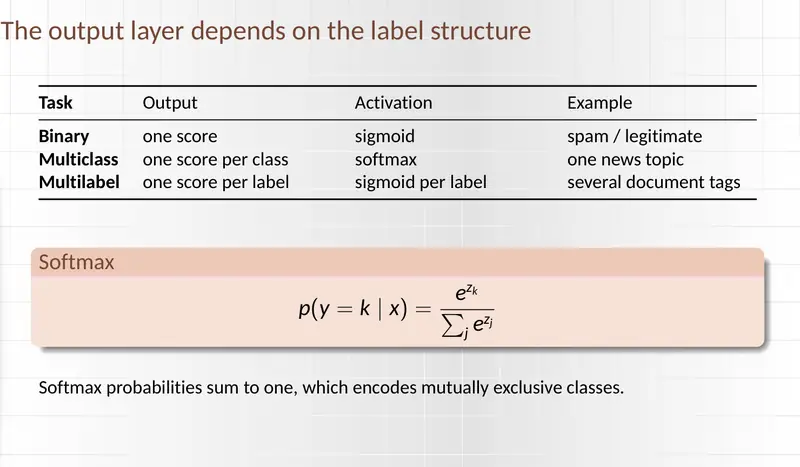 The output layer depends on the label structure
Task Output Activation Example
Binary one score sigmoid spam / legitimate
Multiclass one score per class softmax one news topic
Multilabel one score per label sigmoid per label several document tags
Softmax
p(y = k | x) = e^{z_k} / ∑_j e^{z_j}
Softmax probabilities sum to one, which encodes mutually exclusive classes.